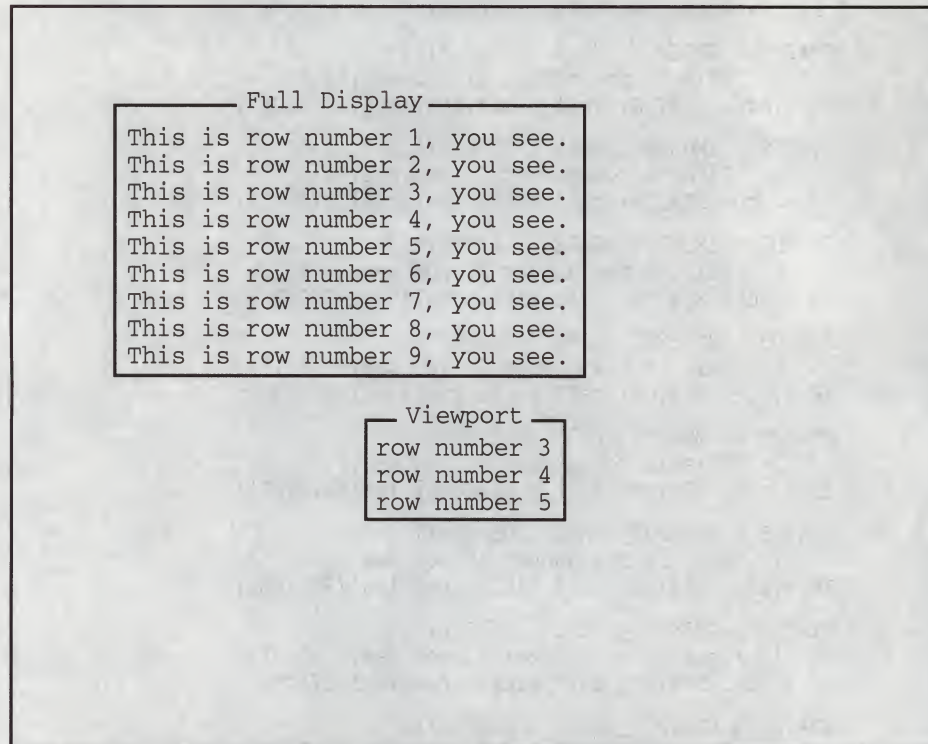 Full Display
This is row number 1, you see.
This is row number 2, you see.
This is row number 3, you see.
This is row number 4, you see.
This is row number 5, you see.
This is row number 6, you see.
This is row number 7, you see.
This is row number 8, you see.
This is row number 9, you see.
Viewport
row number 3
row number 4
row number 5